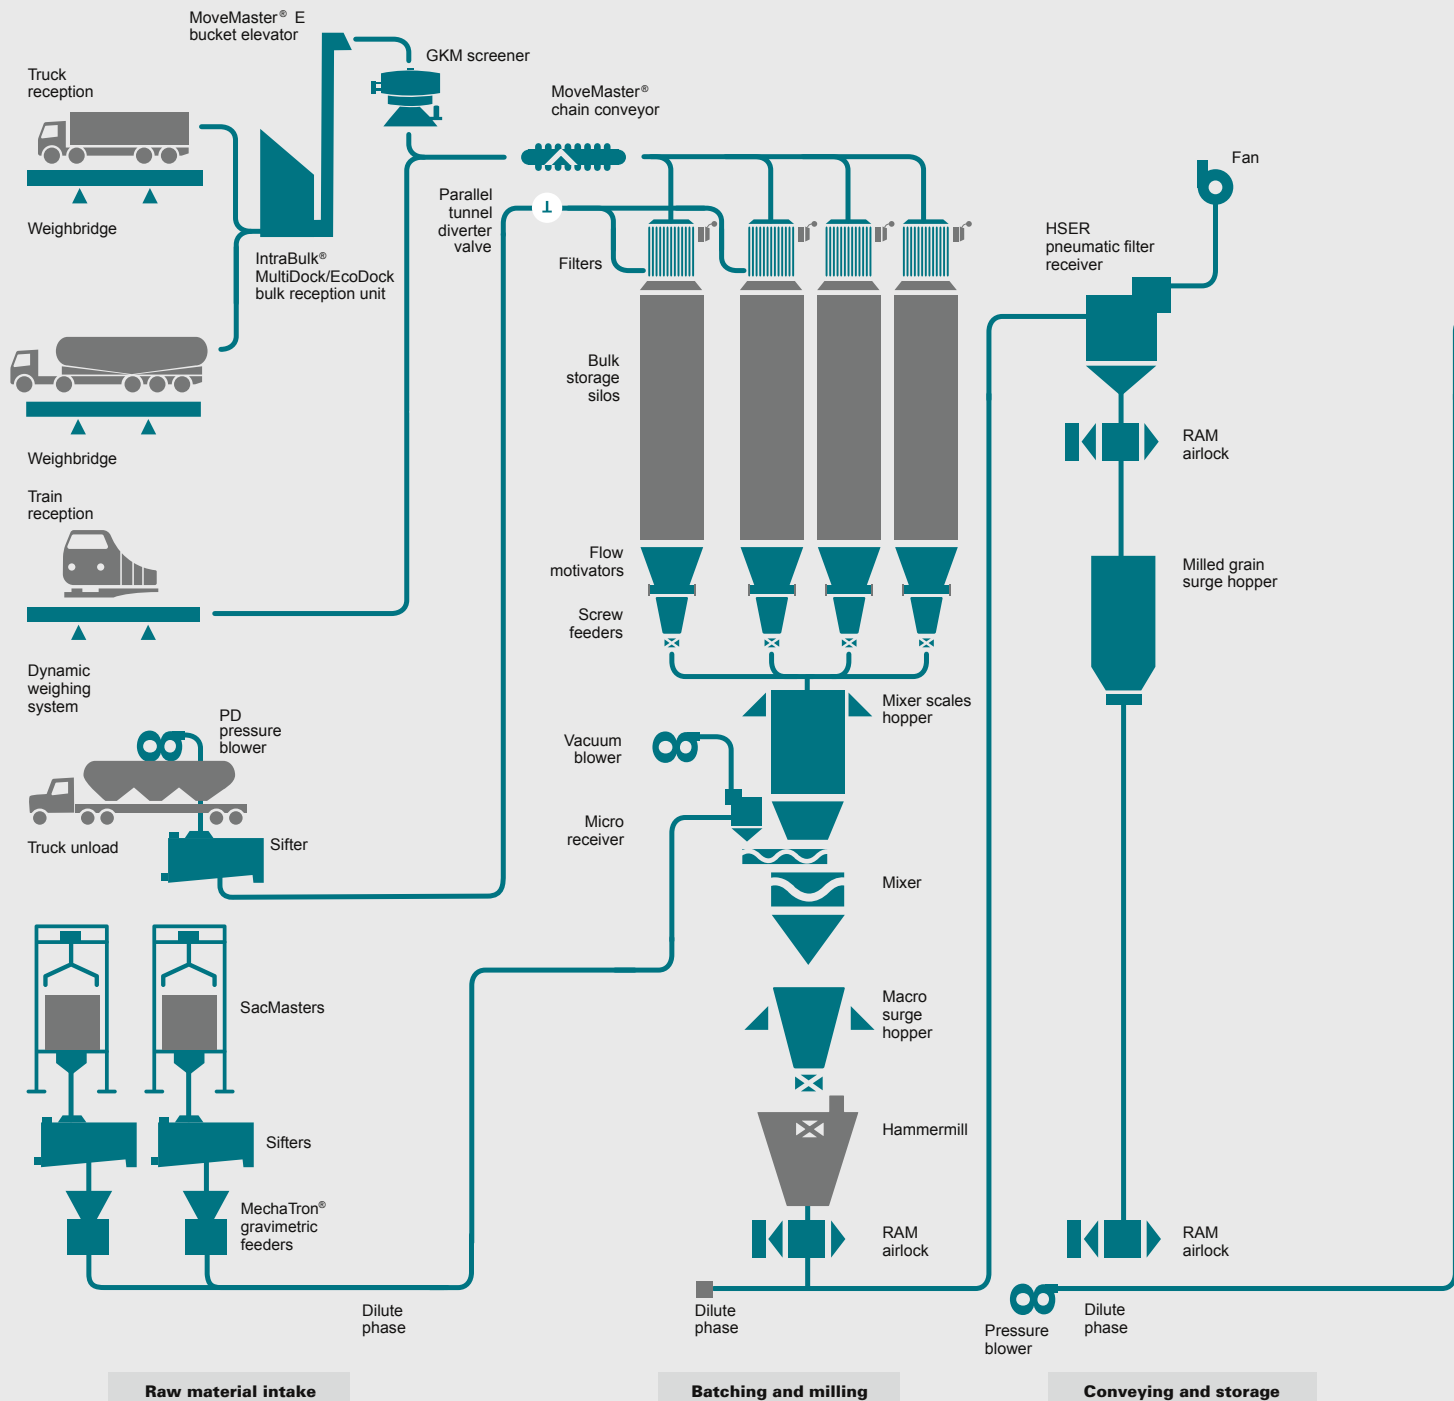 MoveMaster® E
bucket elevator
GKM screener
Truck
reception
MoveMaster®
chain conveyor
Fan
Parallel
tunnel
diverter
valve
Weighbridge
HSER
pneumatic filter
receiver
IntraBulk®
MultiDock/EcoDock
bulk reception unit
Filters
Bulk
storage
silos
RAM
airlock
Weighbridge
Train
reception
Flow
motivators
Milled grain
surge hopper
Screw
feeders
Dynamic
weighing
system
Mixer scales
hopper
PD
pressure
blower
Vacuum
blower
Micro
receiver
Truck unload
Sifter
Mixer
SacMasters
Macro
surge
hopper
Sifters
Hammermill
MechaTron®
gravimetric
feeders
RAM
airlock
RAM
airlock
Dilute
phase
Dilute
phase
Pressure
blower
Dilute
phase
Raw material intake
Batching and milling
Conveying and storage